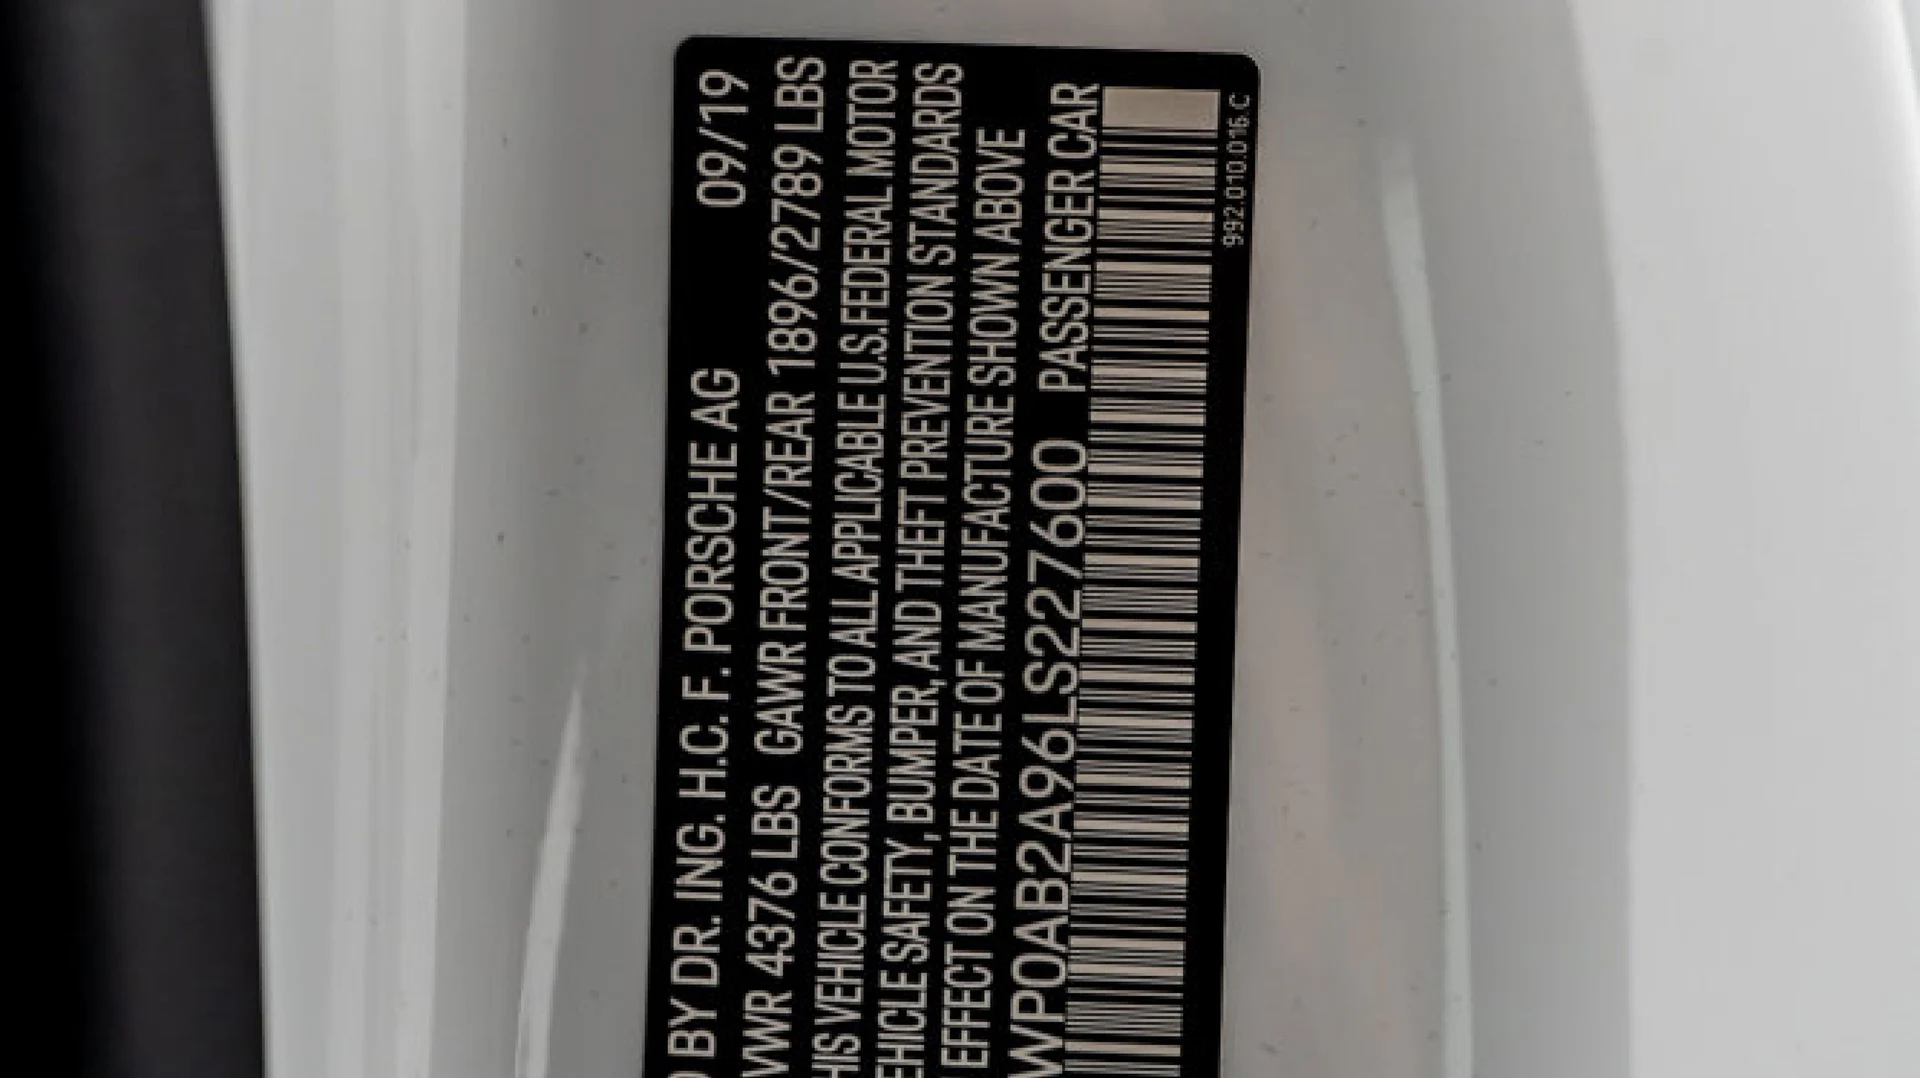 D BY DR. ING. H.C. F. PORSCHE AG 09/19
VWR 4376 LBS GAWR FRONT/REAR 1896/2789 LBS
HIS VEHICLE CONFORMS TO ALL APPLICABLE U.S. FEDERAL MOTOR
EHICLE SAFETY, BUMPER, AND THEFT PREVENTION STANDARDS
EFFECT ON THE DATE OF MANUFACTURE SHOWN ABOVE
WP0AB2A96LS227600 PASSENGER CAR
992.010.016.C